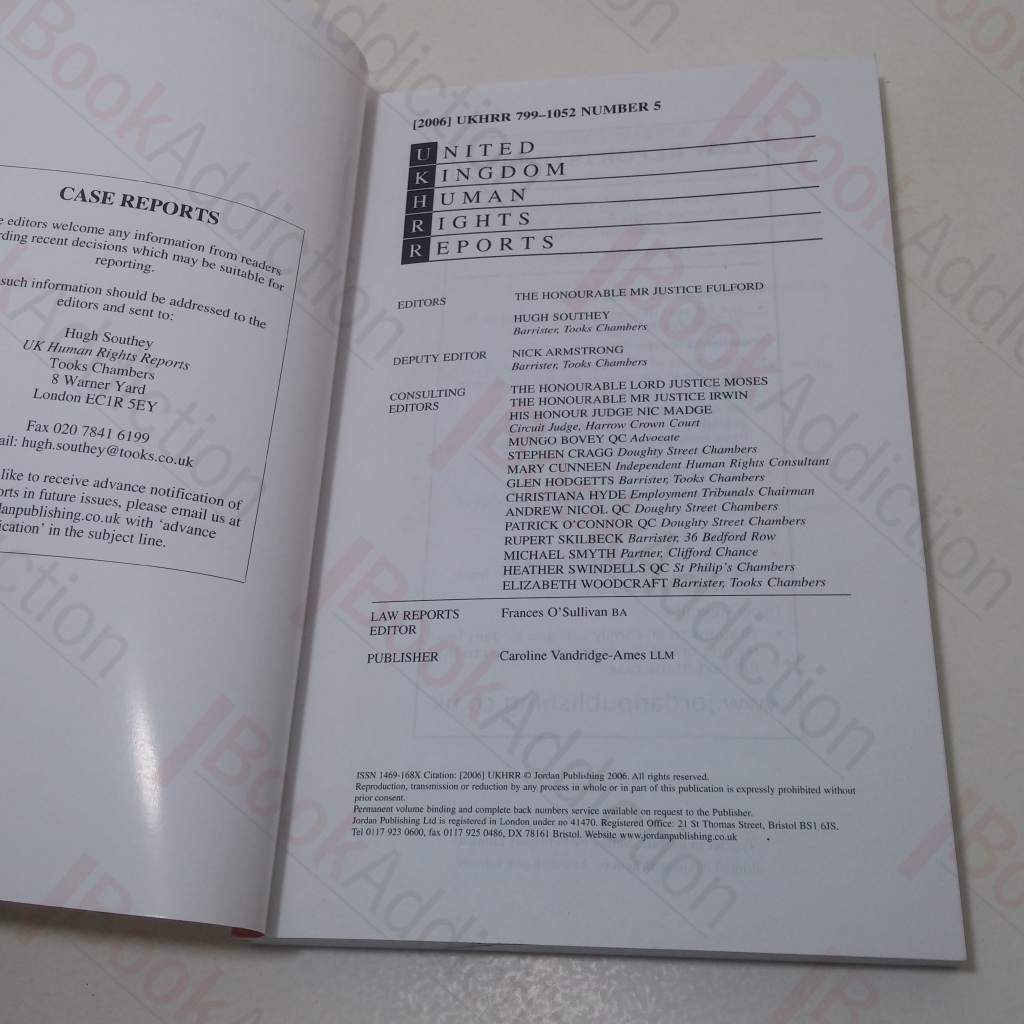 CASE REPORTS
editors welcome any information from readers
recent decisions which may be suitable for
reporting.
such information should be addressed to the
editors and sent to:
Hugh Southey
UK Human Rights Reports
Tooks Chambers
8 Warner Yard
London EC1R 5EY
Fax 020 7841 6199
hugh.southey@tooks.co.uk
like to receive advance notification of
in future issues, please email us at
with ‘advance
in the subject line.
[2006] UKHRR 799–1052 NUMBER 5
UNITED
KINGDOM
HUMAN
RIGHTS
REPORTS
EDITORS THE HONOURABLE MR JUSTICE FULFORD
HUGH SOUTHEY
Barrister, Tooks Chambers
DEPUTY EDITOR NICK ARMSTRONG
Barrister, Tooks Chambers
CONSULTING EDITORS THE HONOURABLE LORD JUSTICE MOSES
THE HONOURABLE MR JUSTICE IRWIN
HIS HONOUR JUDGE NIC MADGE
Circuit Judge, Harrow Crown Court
MUNGO BOVEY QC Advocate
STEPHEN CRAGG Doughty Street Chambers
MARY CUNNEEN Independent Human Rights Consultant
GLEN HODGETTS Barrister, Tooks Chambers
CHRISTIANA HYDE Employment Tribunals Chairman
ANDREW NICOL QC Doughty Street Chambers
PATRICK O’CONNOR QC Doughty Street Chambers
RUPERT SKILBECK Barrister, 36 Bedford Row
MICHAEL SMYTH Partner, Clifford Chance
HEATHER SWINDELLS QC St Philip’s Chambers
ELIZABETH WOODCRAFT Barrister, Tooks Chambers
LAW REPORTS EDITOR Frances O’Sullivan BA
PUBLISHER Caroline Vandridge-Ames LLM
ISSN 1469-168X Citation: [2006] UKHRR © Jordan Publishing 2006. All rights reserved.
Reproduction, transmission or reduction by any process in whole or in part of this publication is expressly prohibited without
prior consent.
Permanent volume binding and complete back numbers service available on request to the Publisher.
Jordan Publishing Ltd is registered in London under no 41470. Registered Office: 21 St Thomas Street, Bristol BS1 6JS.
Tel 0117 923 0600, fax 0117 925 0486, DX 78161 Bristol. Website www.jordanpublishing.co.uk
BookAddiction